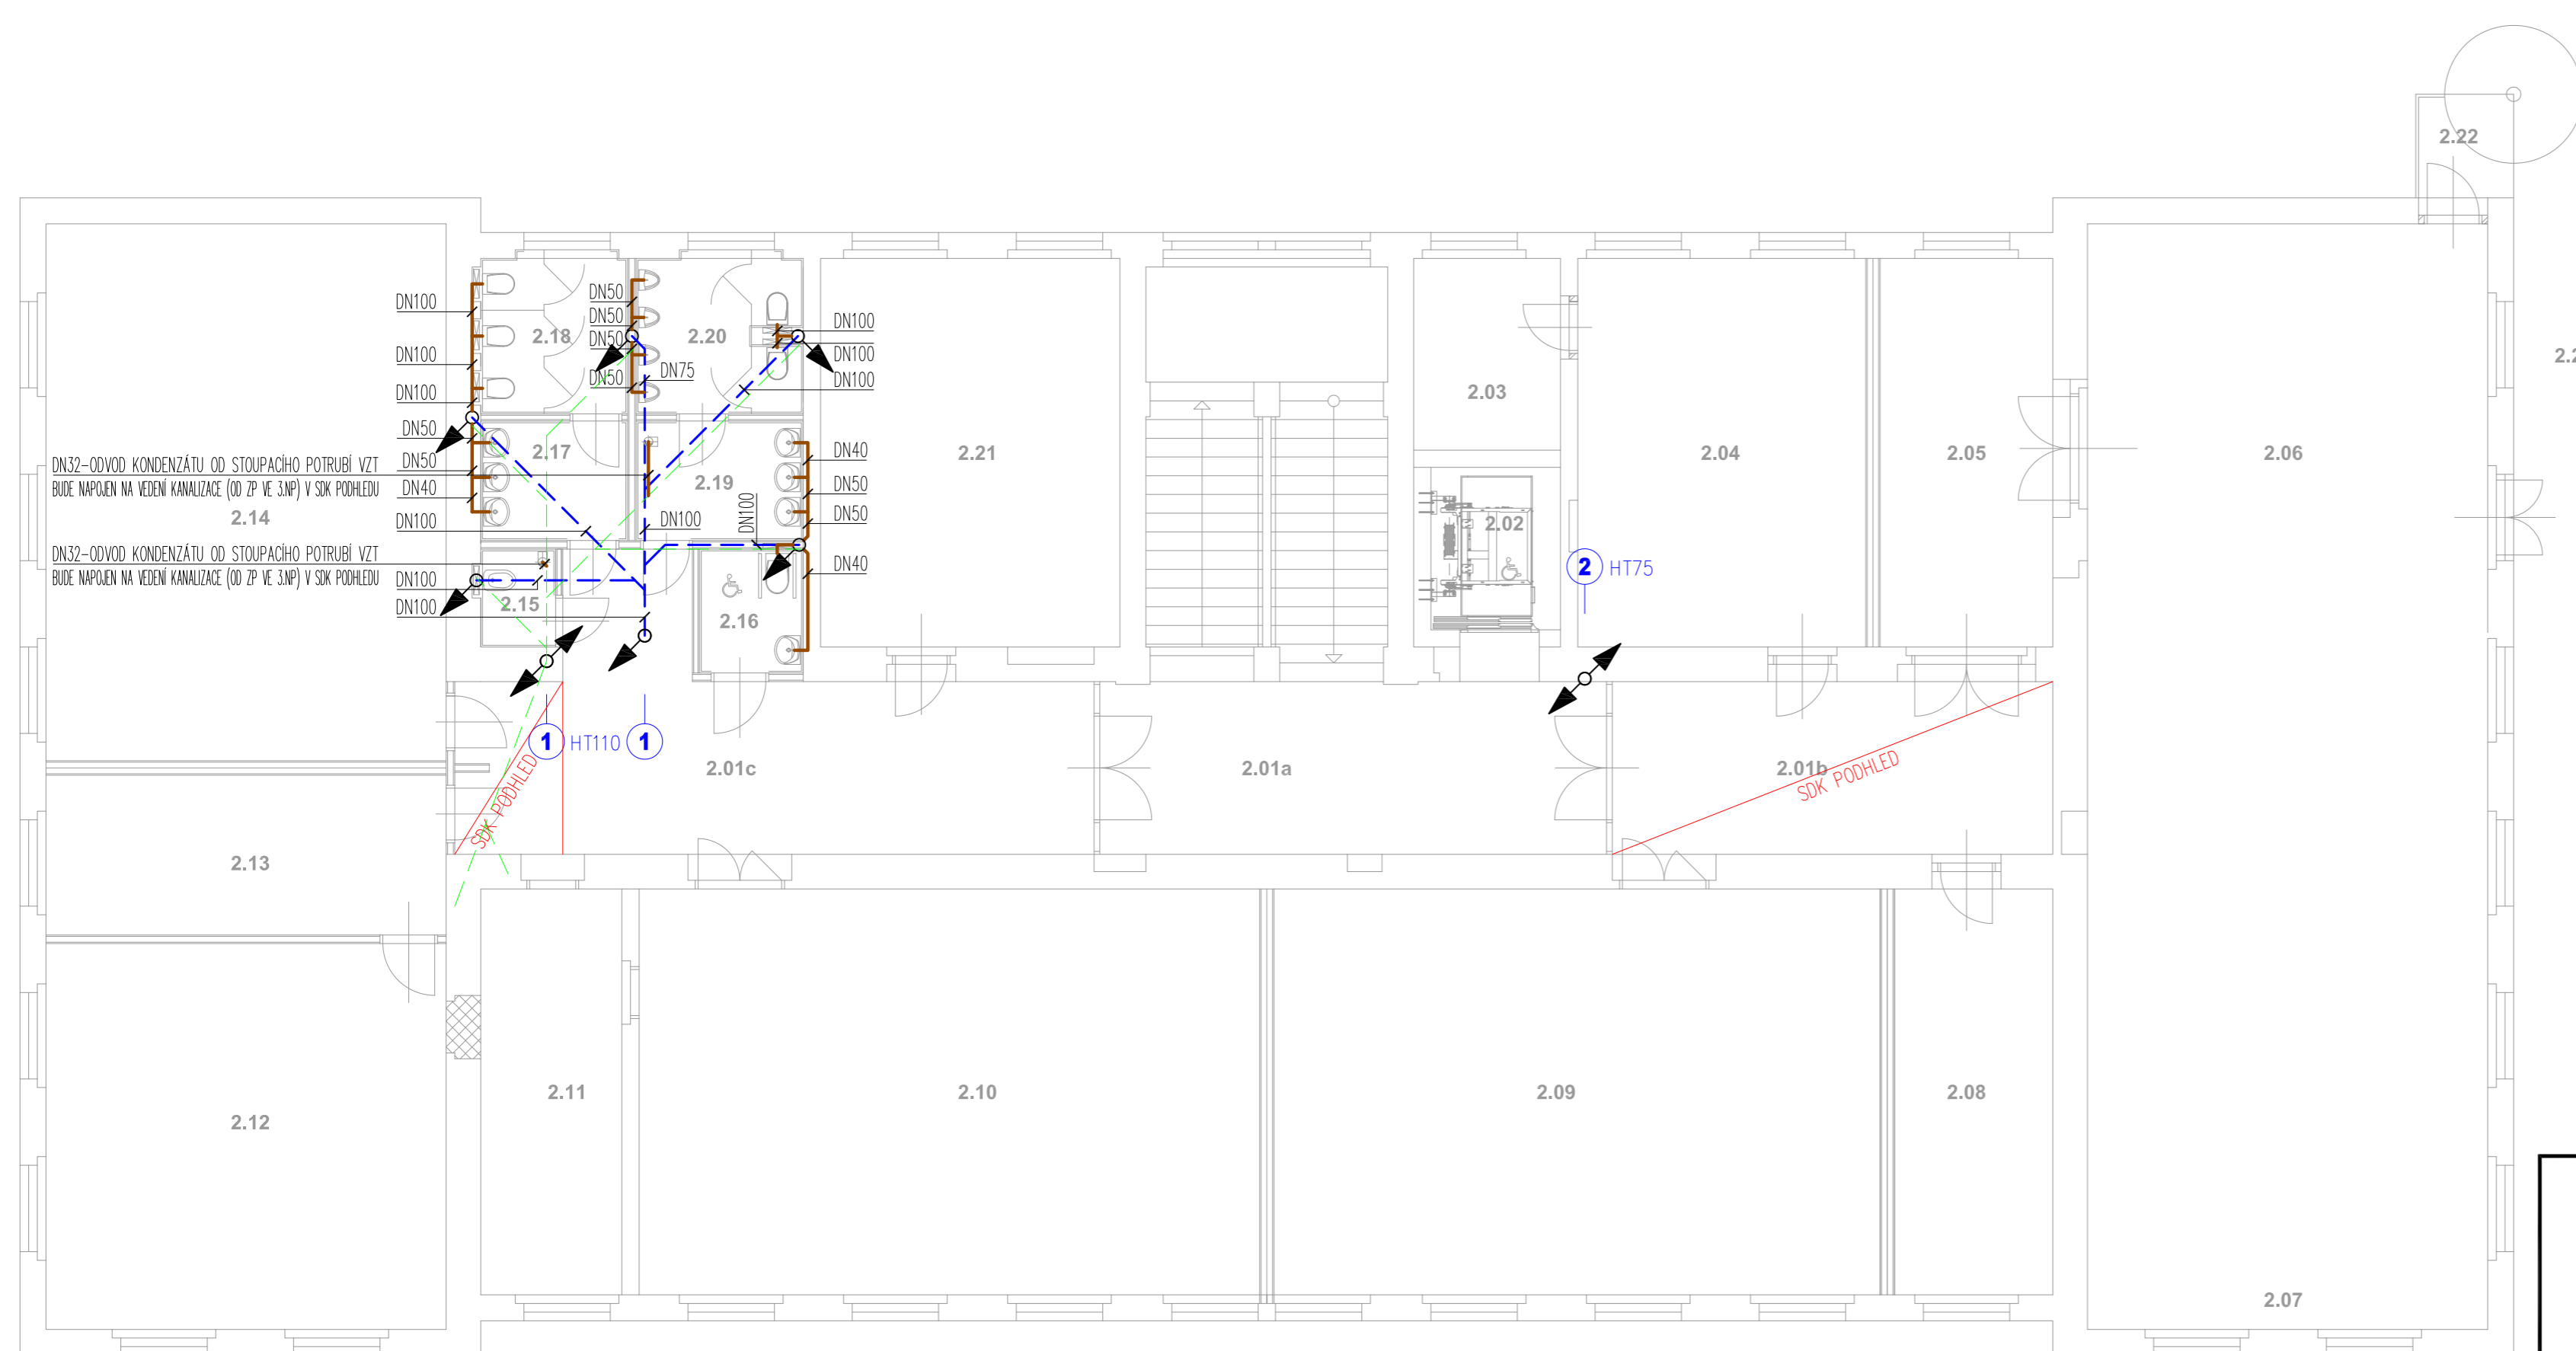 2.22
DN100
DN50
DN50
DN100
2.18
DN50
2.20
DN100
DN100
2.2
DN50
DN75
DN100
DN100
2.03
DN50
2.17
DN40
2.21
2.04
2.05
2.06
DN32-ODVOD KONDENZÁTU OD STOUPACÍHO POTRUBÍ VZT
BUDE NAPOJEN NA VEDENÍ KANALIZACE (OD ZP VE 3.NP) V SDK PODHLEDU
DN50
2.19
DN50
DN40
2.14
DN100
DN100
DN100
DN50
2.02
DN32-ODVOD KONDENZÁTU OD STOUPACÍHO POTRUBÍ VZT
BUDE NAPOJEN NA VEDENÍ KANALIZACE (OD ZP VE 3.NP) V SDK PODHLEDU
DN100
DN40
2 HT75
DN100
2.15
2.16
1 HT110 1
SDK PODHLED
2.01c
2.01a
2.01b
SDK PODHLED
2.13
2.12
2.11
2.10
2.09
2.08
2.07